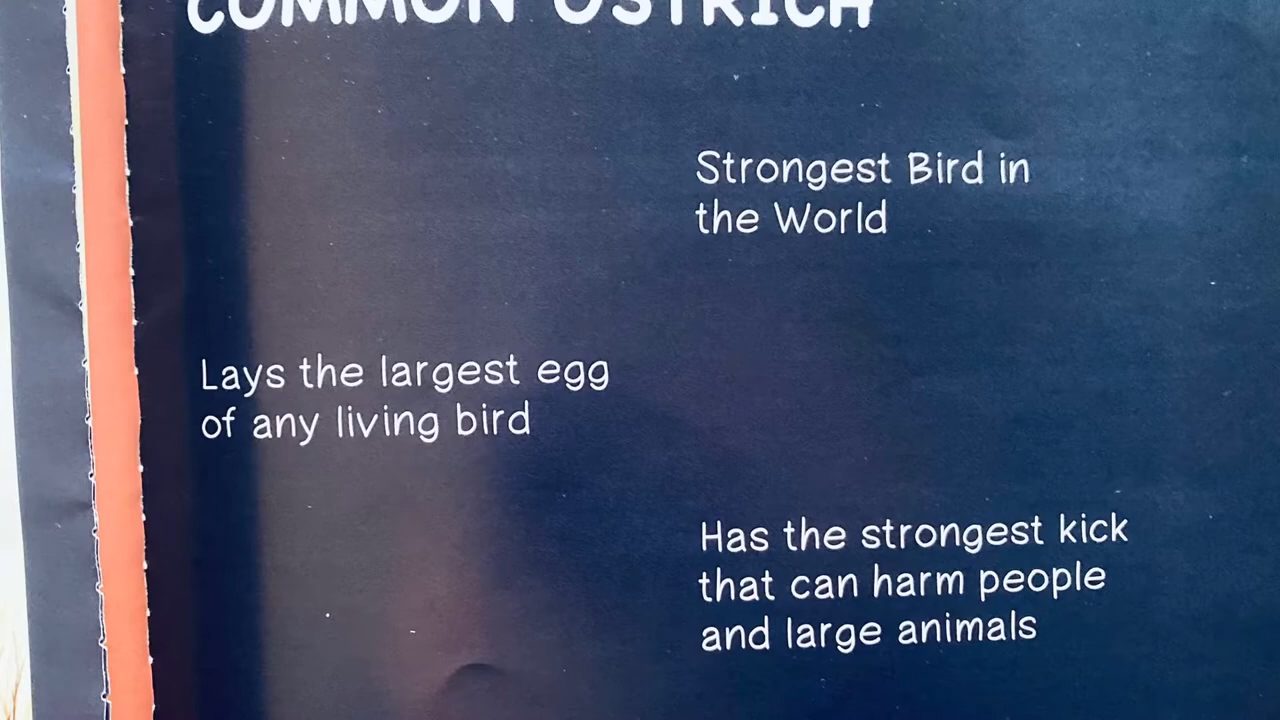 COMMON OSTRICH
Strongest Bird in
the World
Lays the largest egg
of any living bird
Has the strongest kick
that can harm people
and large animals